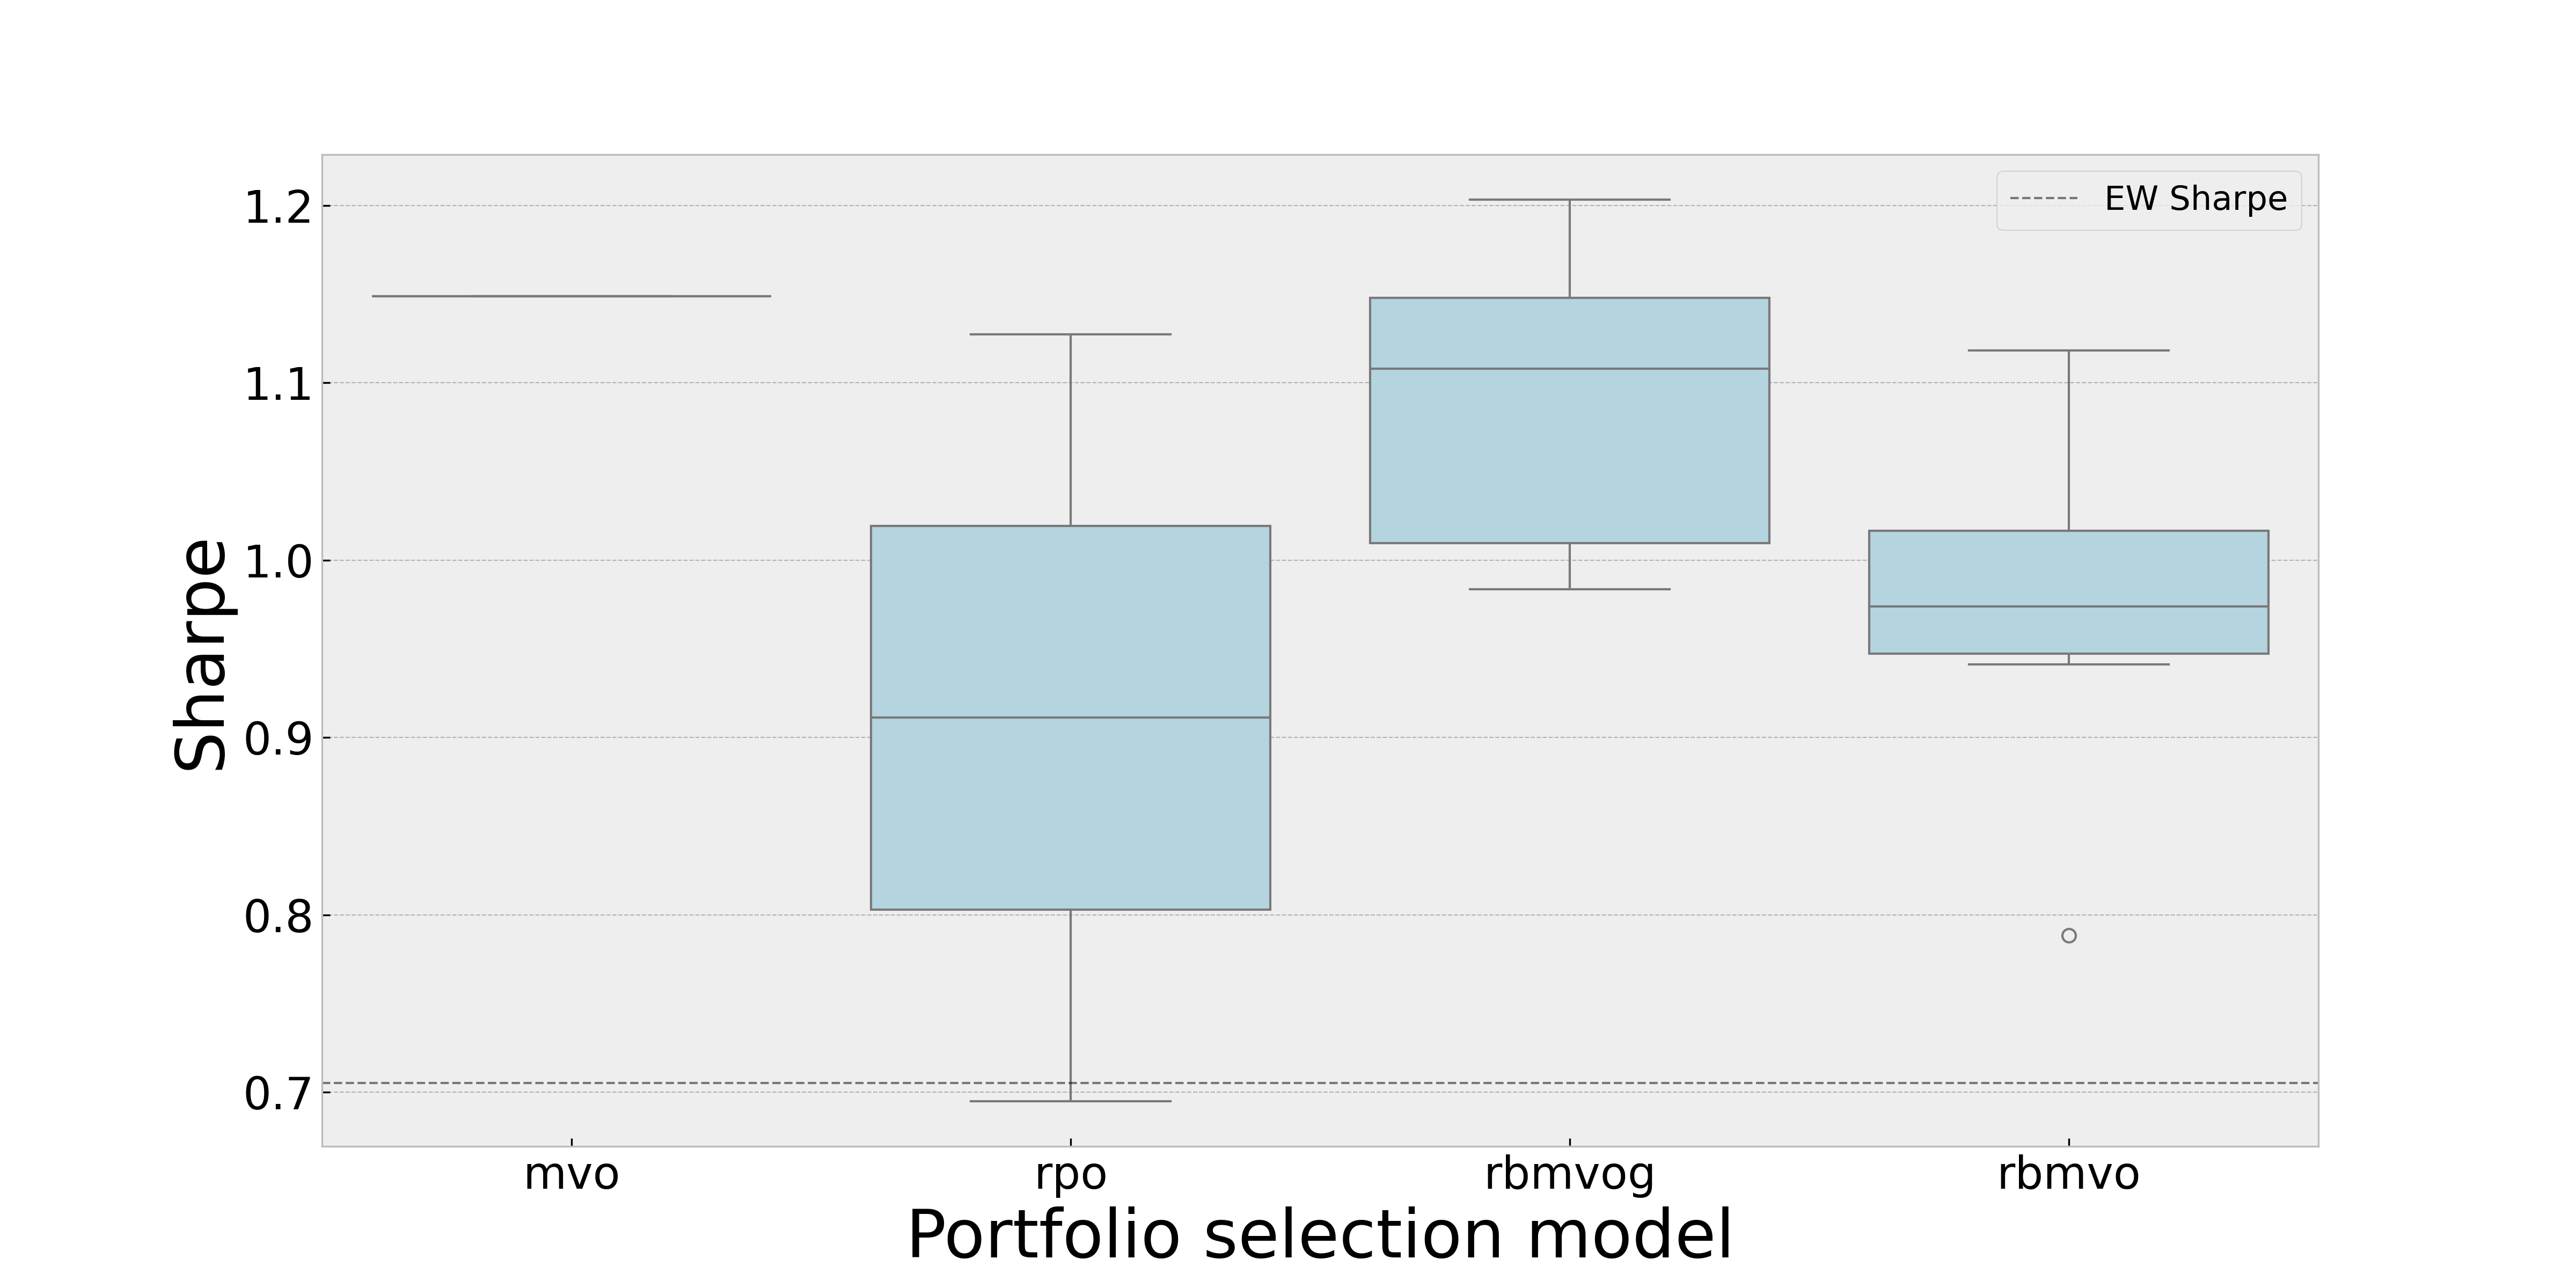 EW Sharpe
Sharpe
1.2
1.1
1.0
0.9
0.8
0.7
mvo rpo rbmvog rbmvo
Portfolio selection model